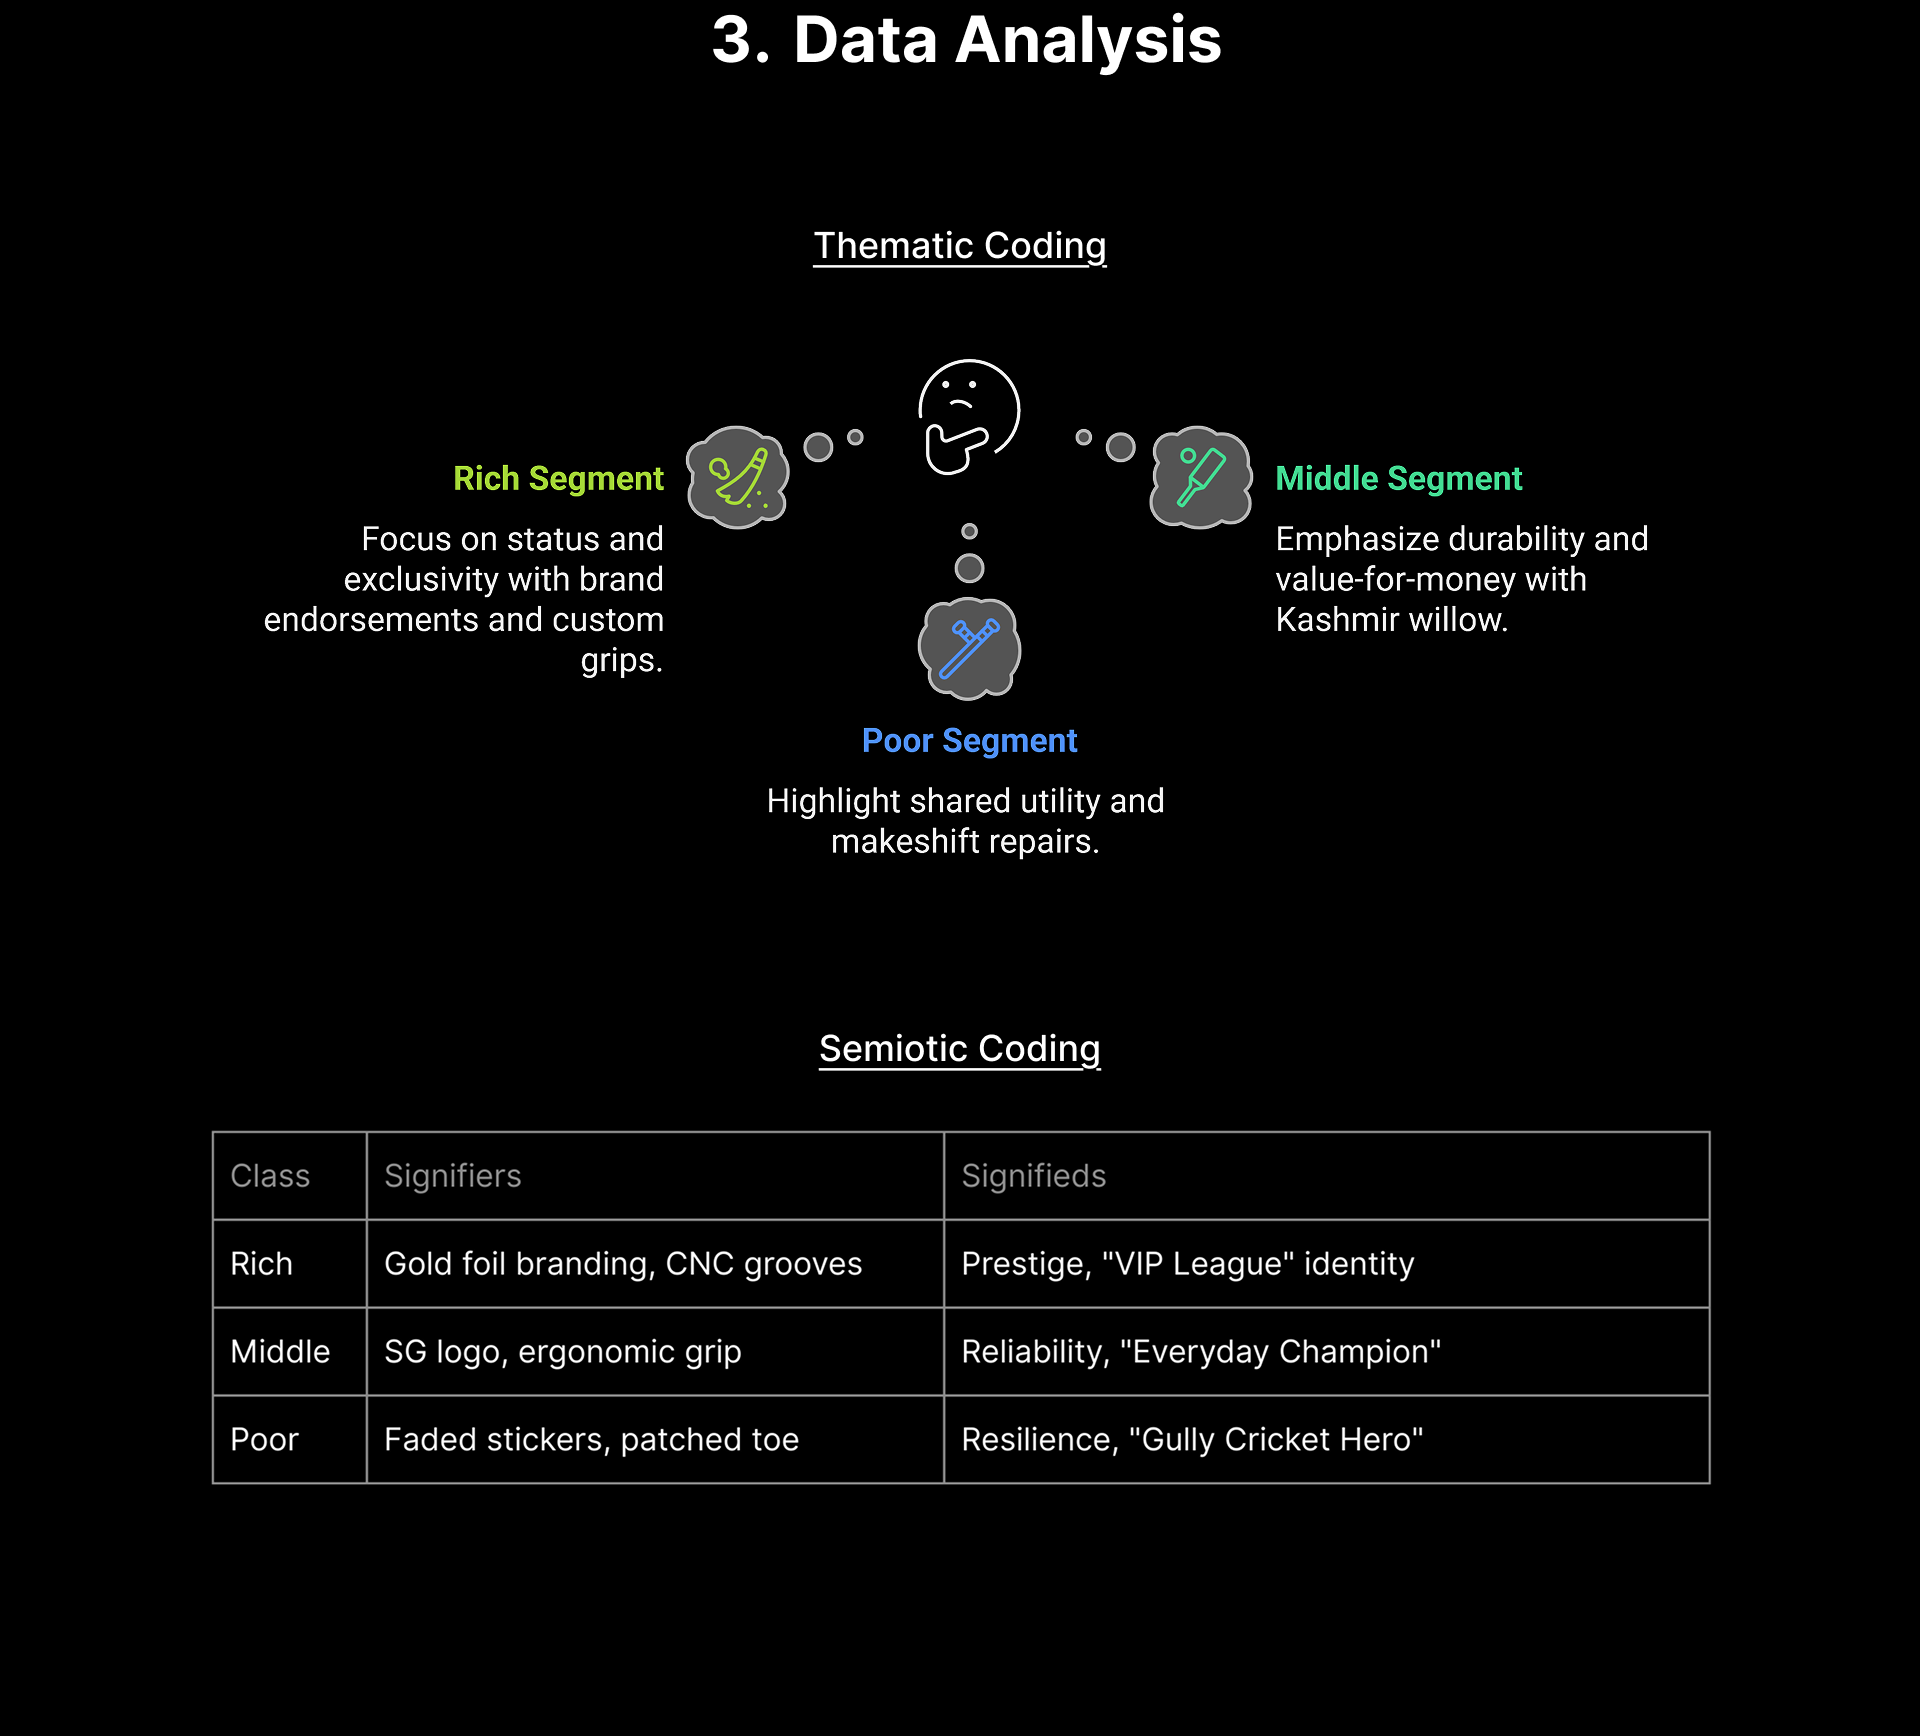 3. Data Analysis
Thematic Coding
Rich Segment
Focus on status and
exclusivity with brand
endorsements and custom
grips.
Middle Segment
Emphasize durability and
value-for-money with
Kashmir willow.
Poor Segment
Highlight shared utility and
makeshift repairs.
Semiotic Coding
Class Signifiers Signifieds
Rich Gold foil branding, CNC grooves Prestige, "VIP League" identity
Middle SG logo, ergonomic grip Reliability, "Everyday Champion"
Poor Faded stickers, patched toe Resilience, "Gully Cricket Hero"